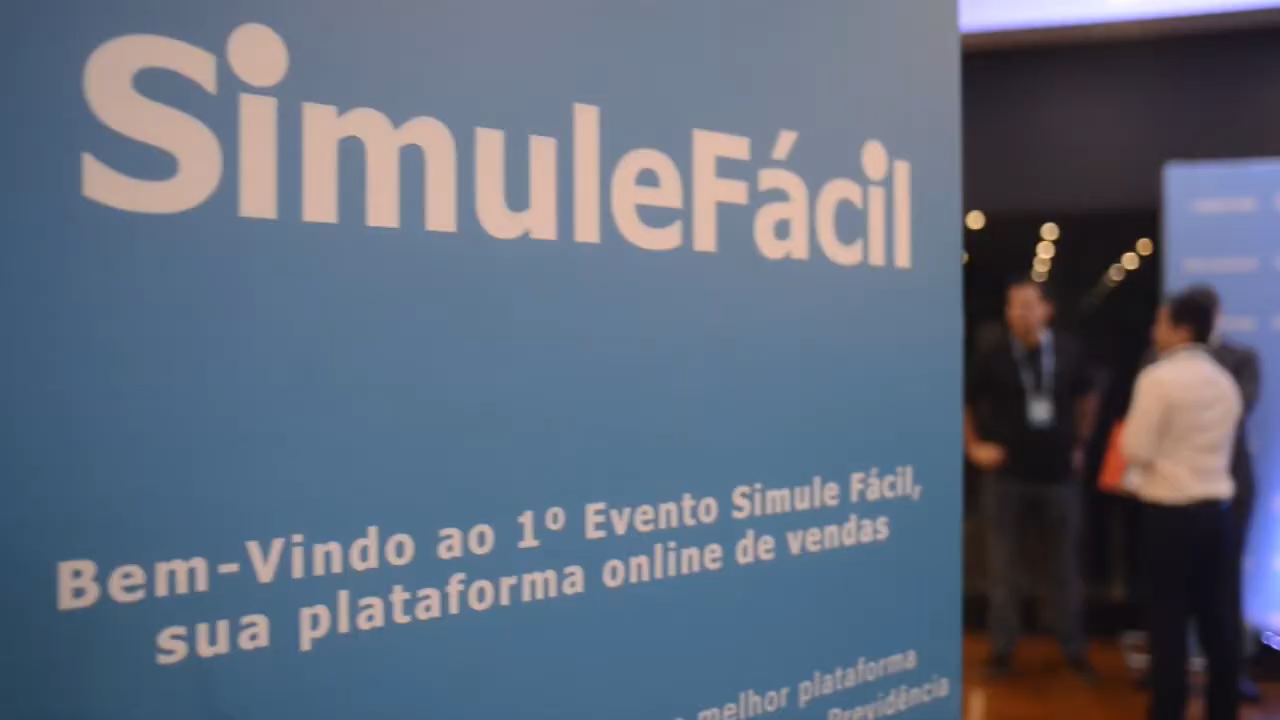 SimuleFácil
Bem-Vindo ao 1º Evento Simule Fácil,
sua plataforma online de vendas
melhor plataforma
Previdência